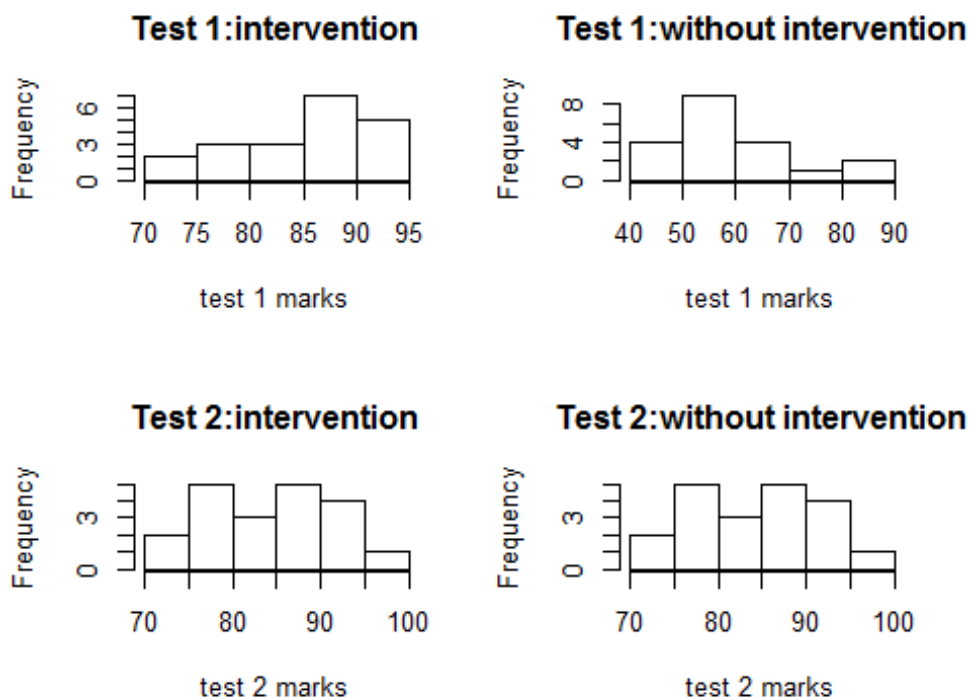 Test 1:intervention
Frequency
0 3 6
70 75 80 85 90 95
test 1 marks
Test 1:without intervention
Frequency
0 4 8
40 50 60 70 80 90
test 1 marks
Test 2:intervention
Frequency
0 3
70 80 90 100
test 2 marks
Test 2:without intervention
Frequency
0 3
70 80 90 100
test 2 marks